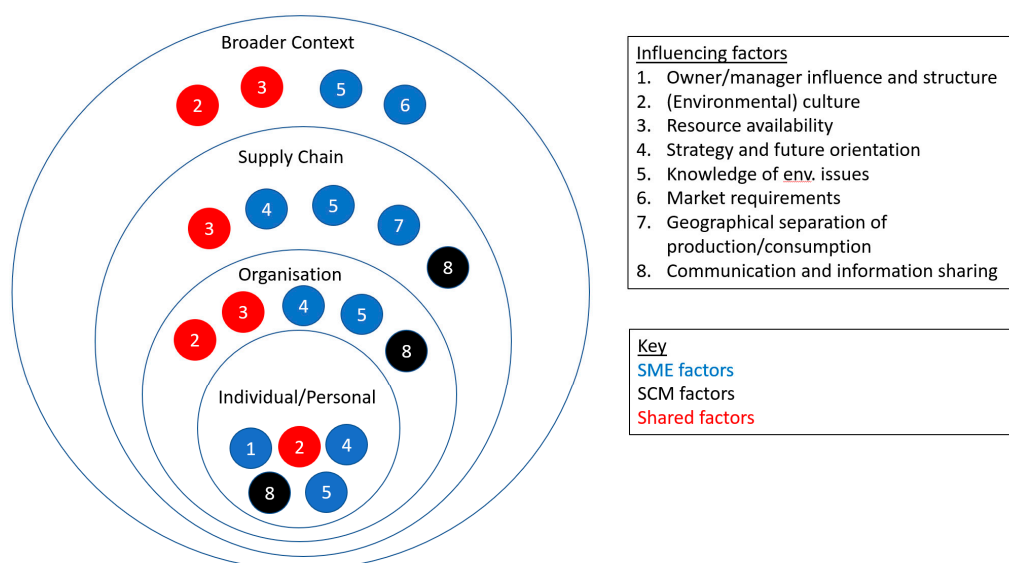 Broader Context
2 3 5 6
Supply Chain
3 4 5 7 8
Organisation
2 3 4 5 8
Individual/Personal
1 2 4
8 5
Influencing factors
1. Owner/manager influence and structure
2. (Environmental) culture
3. Resource availability
4. Strategy and future orientation
5. Knowledge of env. issues
6. Market requirements
7. Geographical separation of
production/consumption
8. Communication and information sharing
Key
SME factors
SCM factors
Shared factors